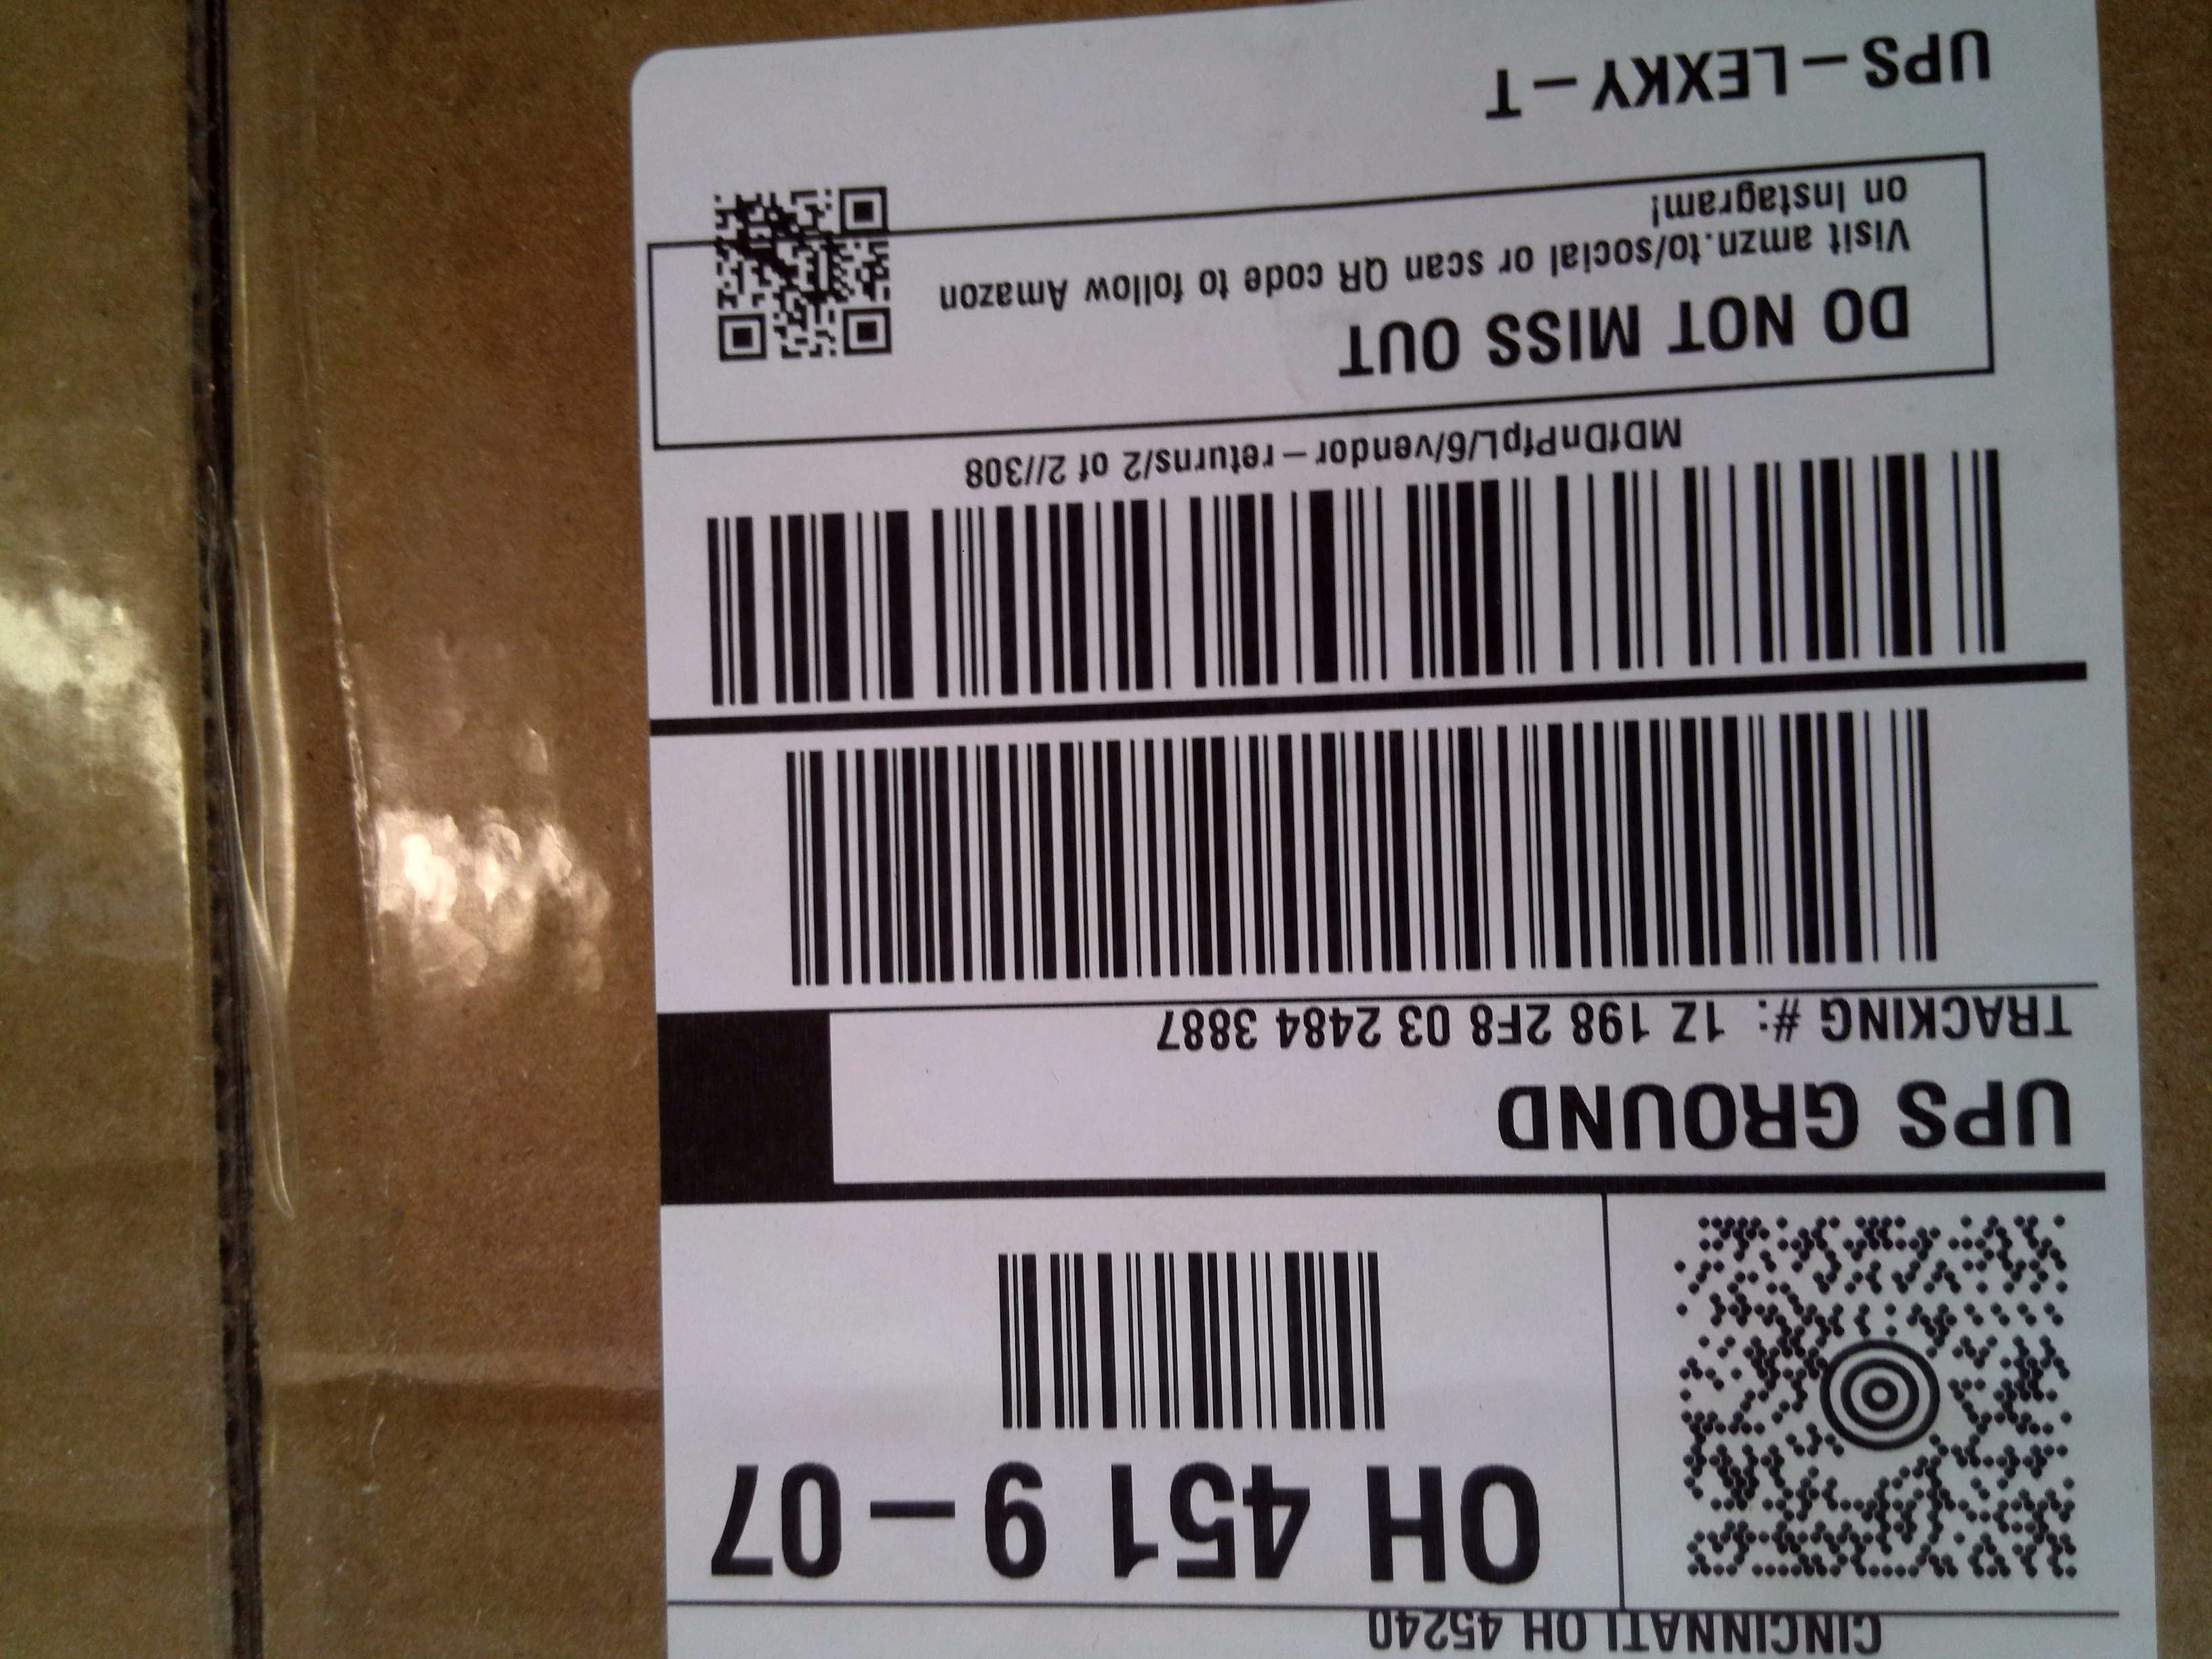 CINCINNATI OH 45240
OH 451 9-07
UPS GROUND
TRACKING #: 1Z 198 2F8 03 2484 3887
MDfDnPfpL/6/vendor-returns/2 of 2//308
DO NOT MISS OUT
Visit amzn.to/social or scan QR code to follow Amazon
on Instagram!
UPS-LEXKY-T